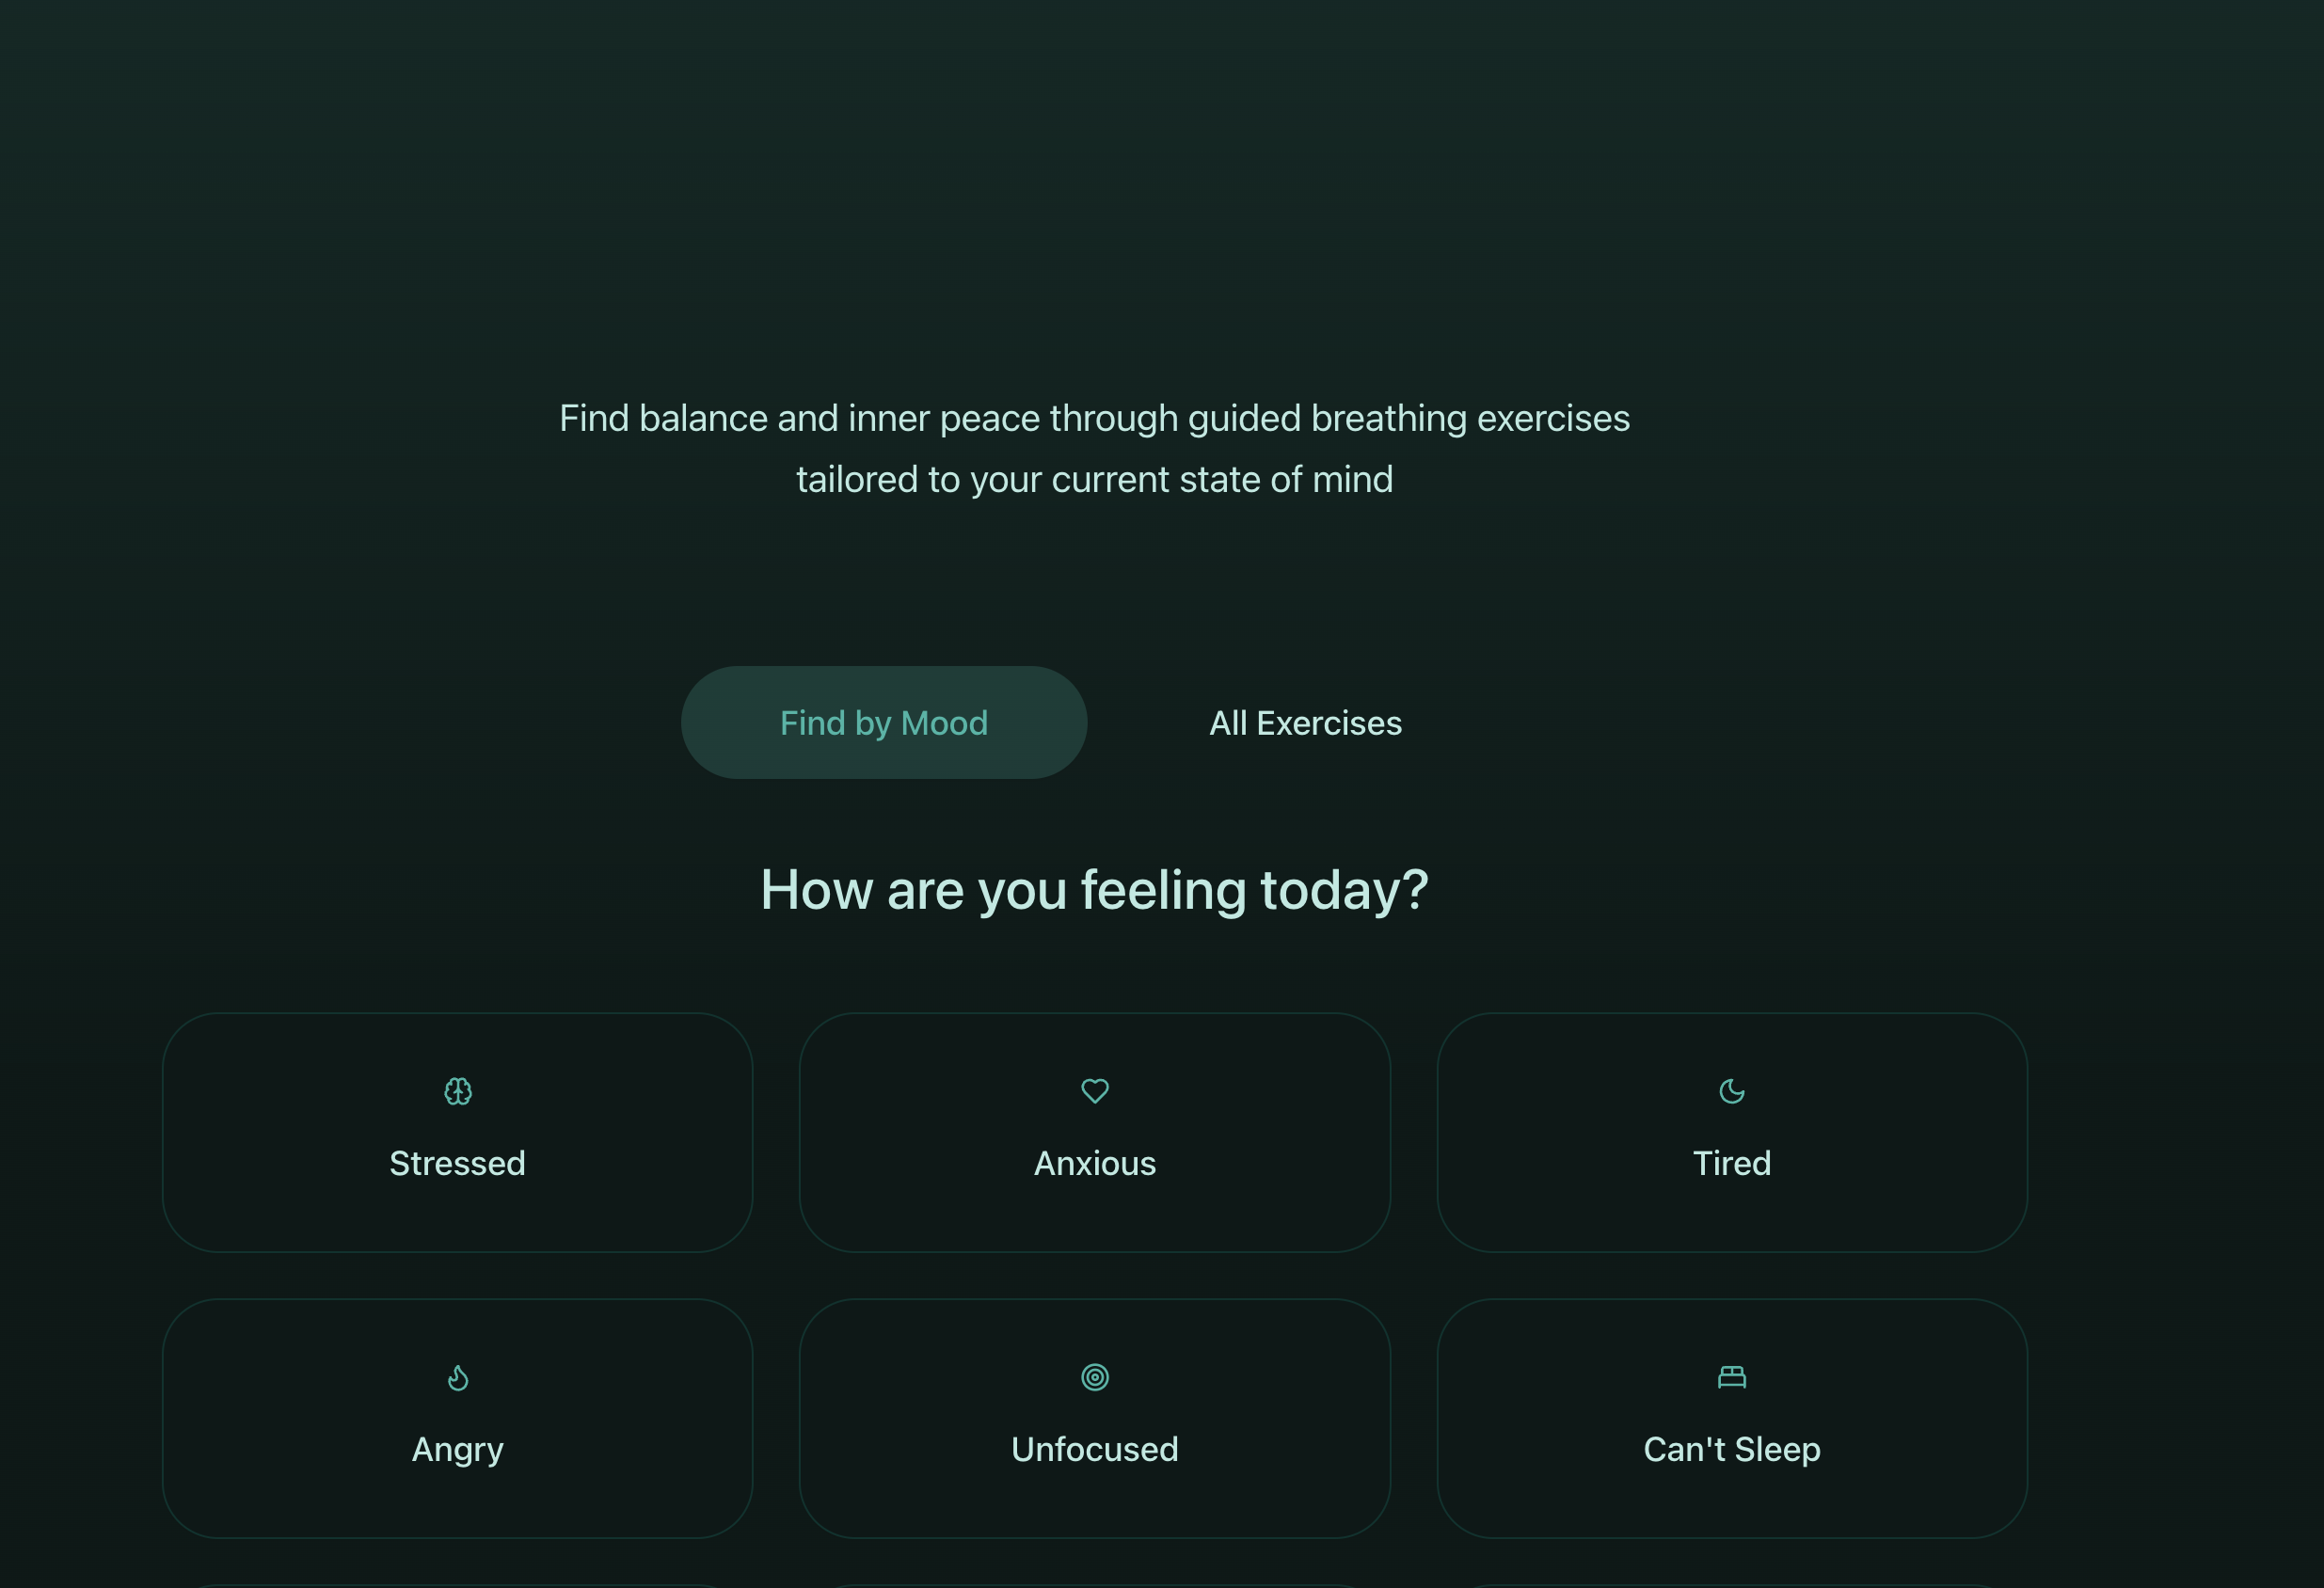 Find balance and inner peace through guided breathing exercises
tailored to your current state of mind
Find by Mood
All Exercises
How are you feeling today?
Stressed
Anxious
Tired
Angry
Unfocused
Can't Sleep